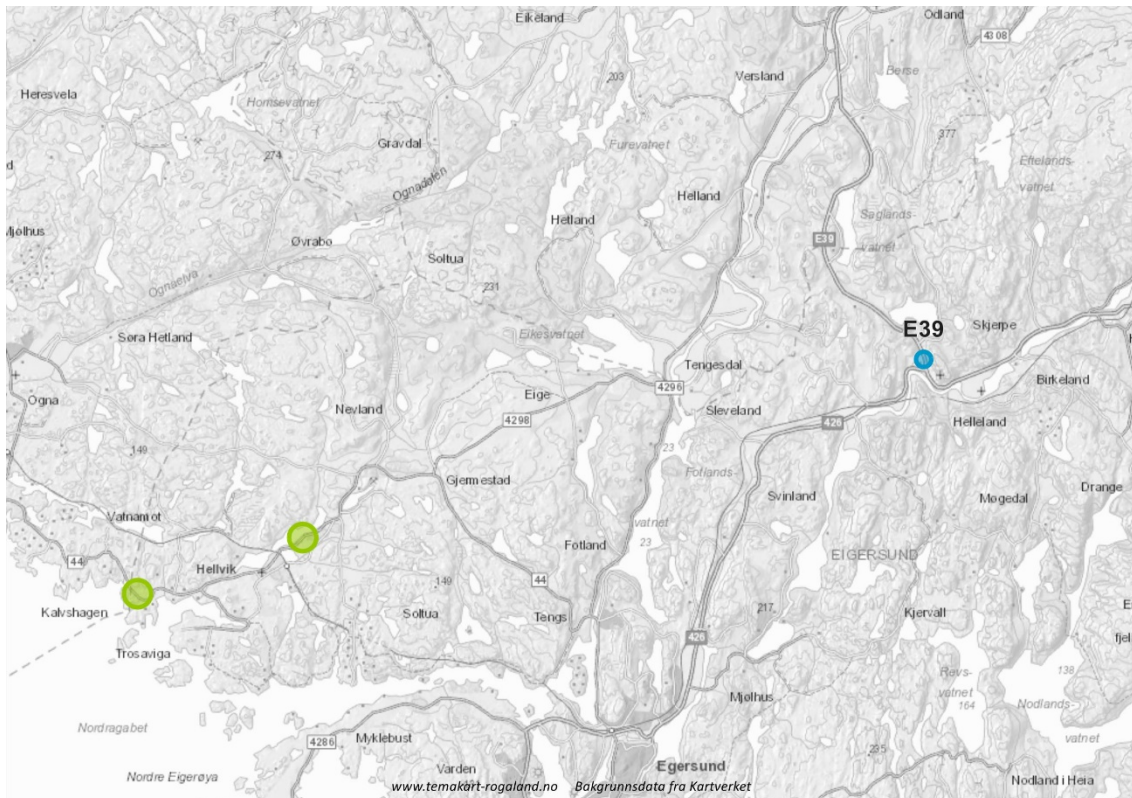 Eikeland
Odland
4308
Heresvela
203
Versland
Berse
Homsevatnet
377
274
Gravdal
Furevatnet
Eftelands-
vatnet
Ognadalen
Helland
Hetland
Saglands-
vatnet
Mjølhus
Øvrabø
E39
Soltua
Ognaelva
231
E39
Skjerpe
Søra Hetland
Eikesvatnet
Tengesdal
Birkeland
Ogna
Eige
4296
Nevland
Sleveland
4298
426
Helleland
149
23
Gjermestad
Fotlands-
Svinland
Møgedal
Drange
Vatnamot
vatnet
23
Fotland
EIGERSUND
44
Hellvik
149
44
Kalvshagen
Soltua
Tengs
217
Kjervall
426
Trosaviga
fjel
138
Revs-
vatnet
164
Mjølhus
Nodlands-
vatnet
Nordragabet
4286
Myklebust
295
Egersund
Varden
Nordre Eigerøya
Nodland i Heia
www.temakart-rogaland.no Bakgrunnsdata fra Kartverket